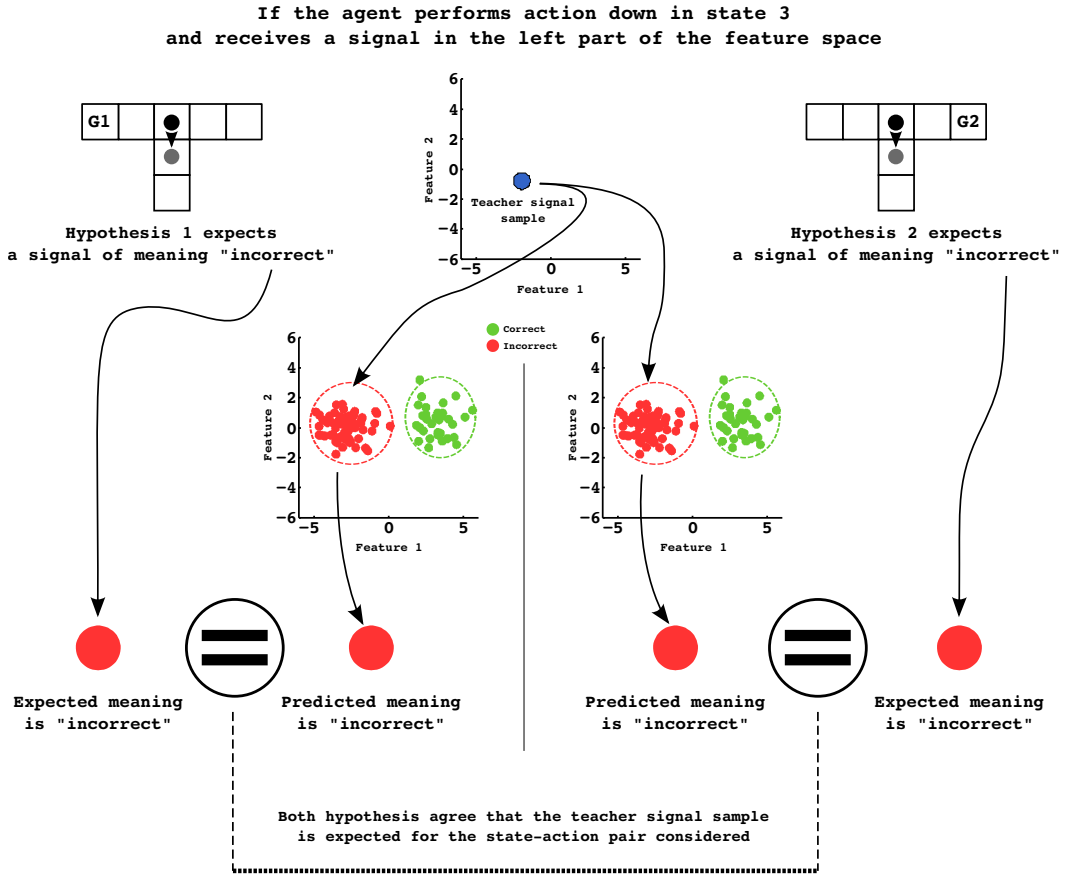 If the agent performs action down in state 3
and receives a signal in the left part of the feature space
G1
Hypothesis 1 expects
a signal of meaning "incorrect"
6
4
2
0
−2
−4
−6
−5
0
5
Feature 2
Feature 1
Teacher signal
sample
G2
Hypothesis 2 expects
a signal of meaning "incorrect"
Correct
Incorrect
6
4
2
0
−2
−4
−6
−5
0
5
Feature 2
Feature 1
6
4
2
0
−2
−4
−6
−5
0
5
Feature 2
Feature 1
Expected meaning
is "incorrect"
Predicted meaning
is "incorrect"
Predicted meaning
is "incorrect"
Expected meaning
is "incorrect"
Both hypothesis agree that the teacher signal sample
is expected for the state-action pair considered